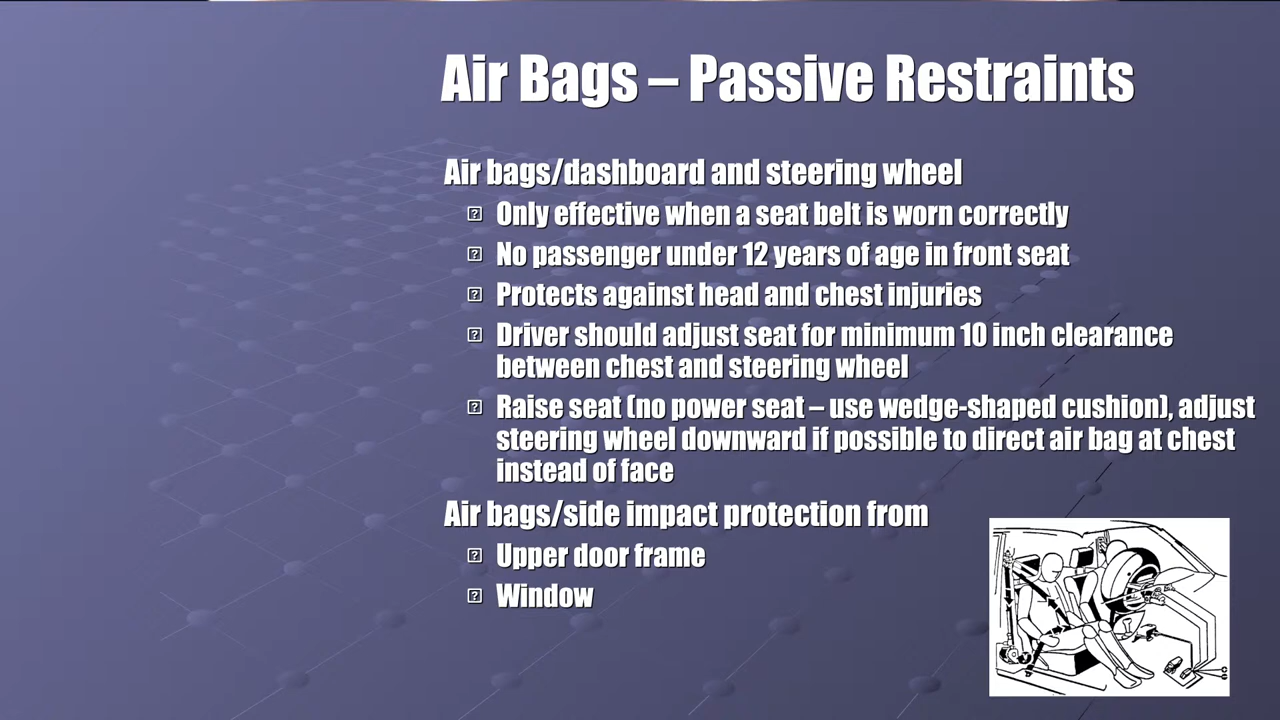 Air Bags – Passive Restraints
Air bags/dashboard and steering wheel
Only effective when a seat belt is worn correctly
No passenger under 12 years of age in front seat
Protects against head and chest injuries
Driver should adjust seat for minimum 10 inch clearance
between chest and steering wheel
Raise seat (no power seat – use wedge-shaped cushion), adjust
steering wheel downward if possible to direct air bag at chest
instead of face
Air bags/side impact protection from
Upper door frame
Window